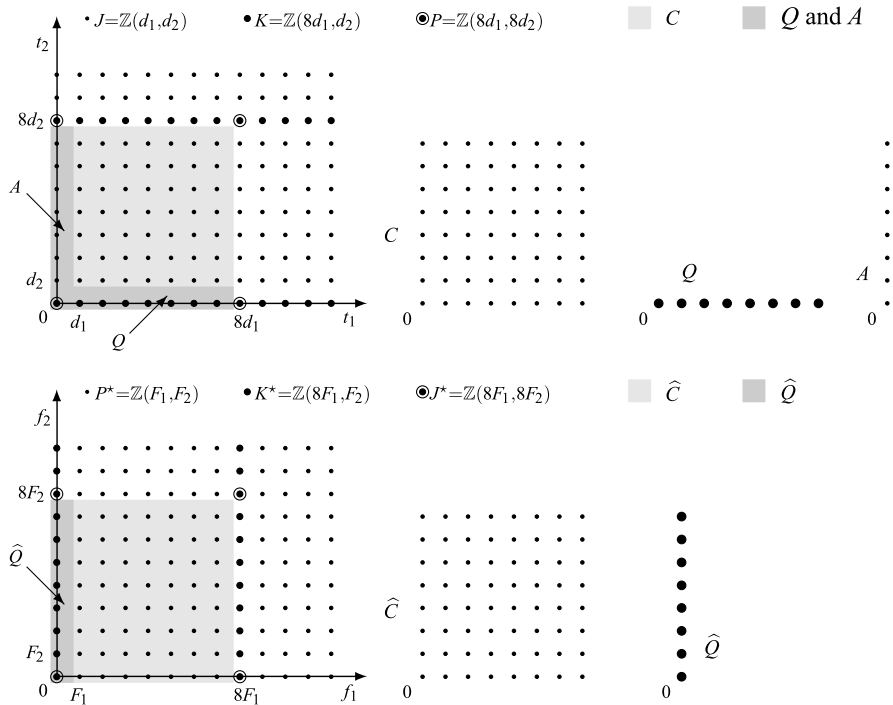 J=ℤ(d₁,d₂) K=ℤ(8d₁,d₂) P=ℤ(8d₁,8d₂) C Q and A
t₂
8d₂
A
C
Q
A
d₂
0 d₁ 8d₁ t₁ 0 0 0
Q
P⋆=ℤ(F₁,F₂) K⋆=ℤ(8F₁,F₂) J⋆=ℤ(8F₁,8F₂) Ĉ Q̂
f₂
8F₂
Q̂
Ĉ
F₂
Q̂
0 F₁ 8F₁ f₁ 0 0